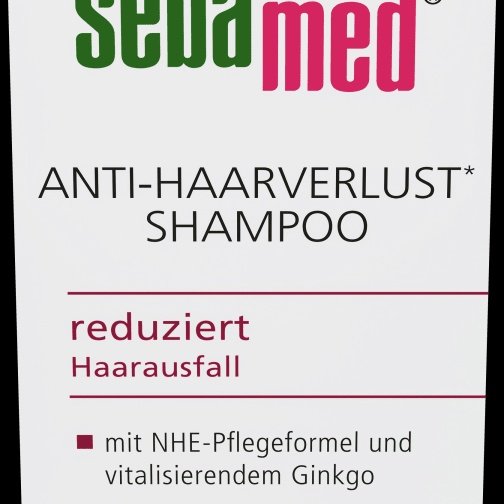 sebamed®
ANTI-HAARVERLUST*
SHAMPOO
reduziert
Haarausfall
■ mit NHE-Pflegeformel und
vitalisierendem Ginkgo